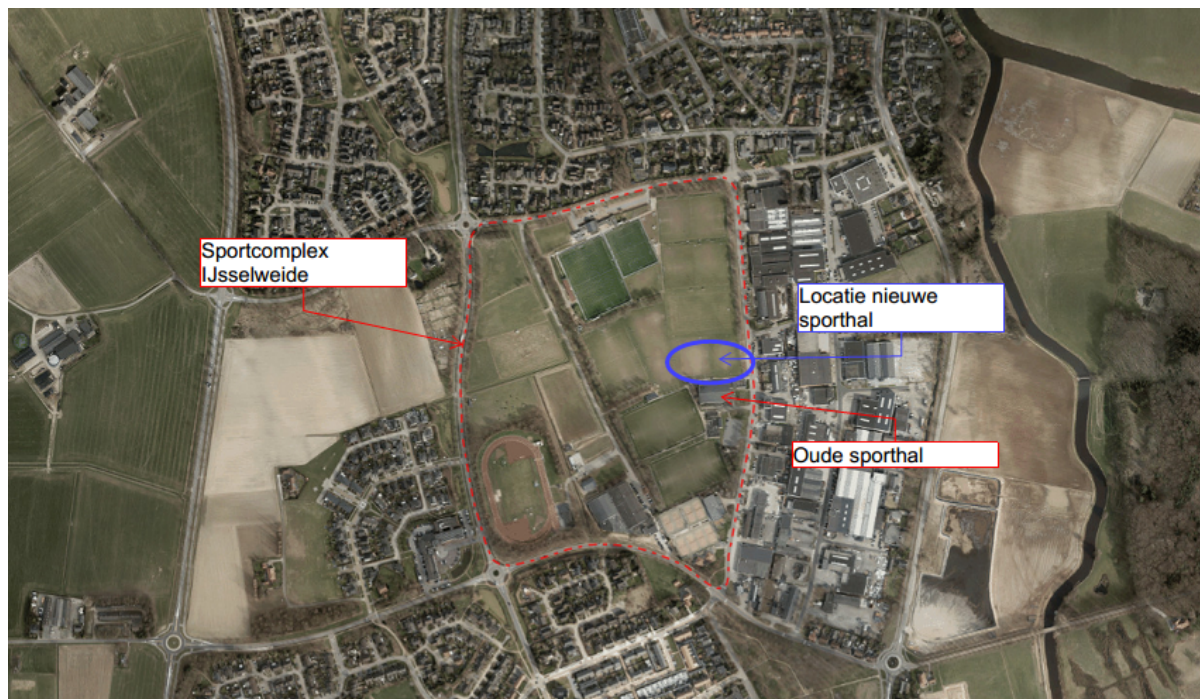 Sportcomplex
IJsselweide
Locatie nieuwe
sporthal
Oude sporthal